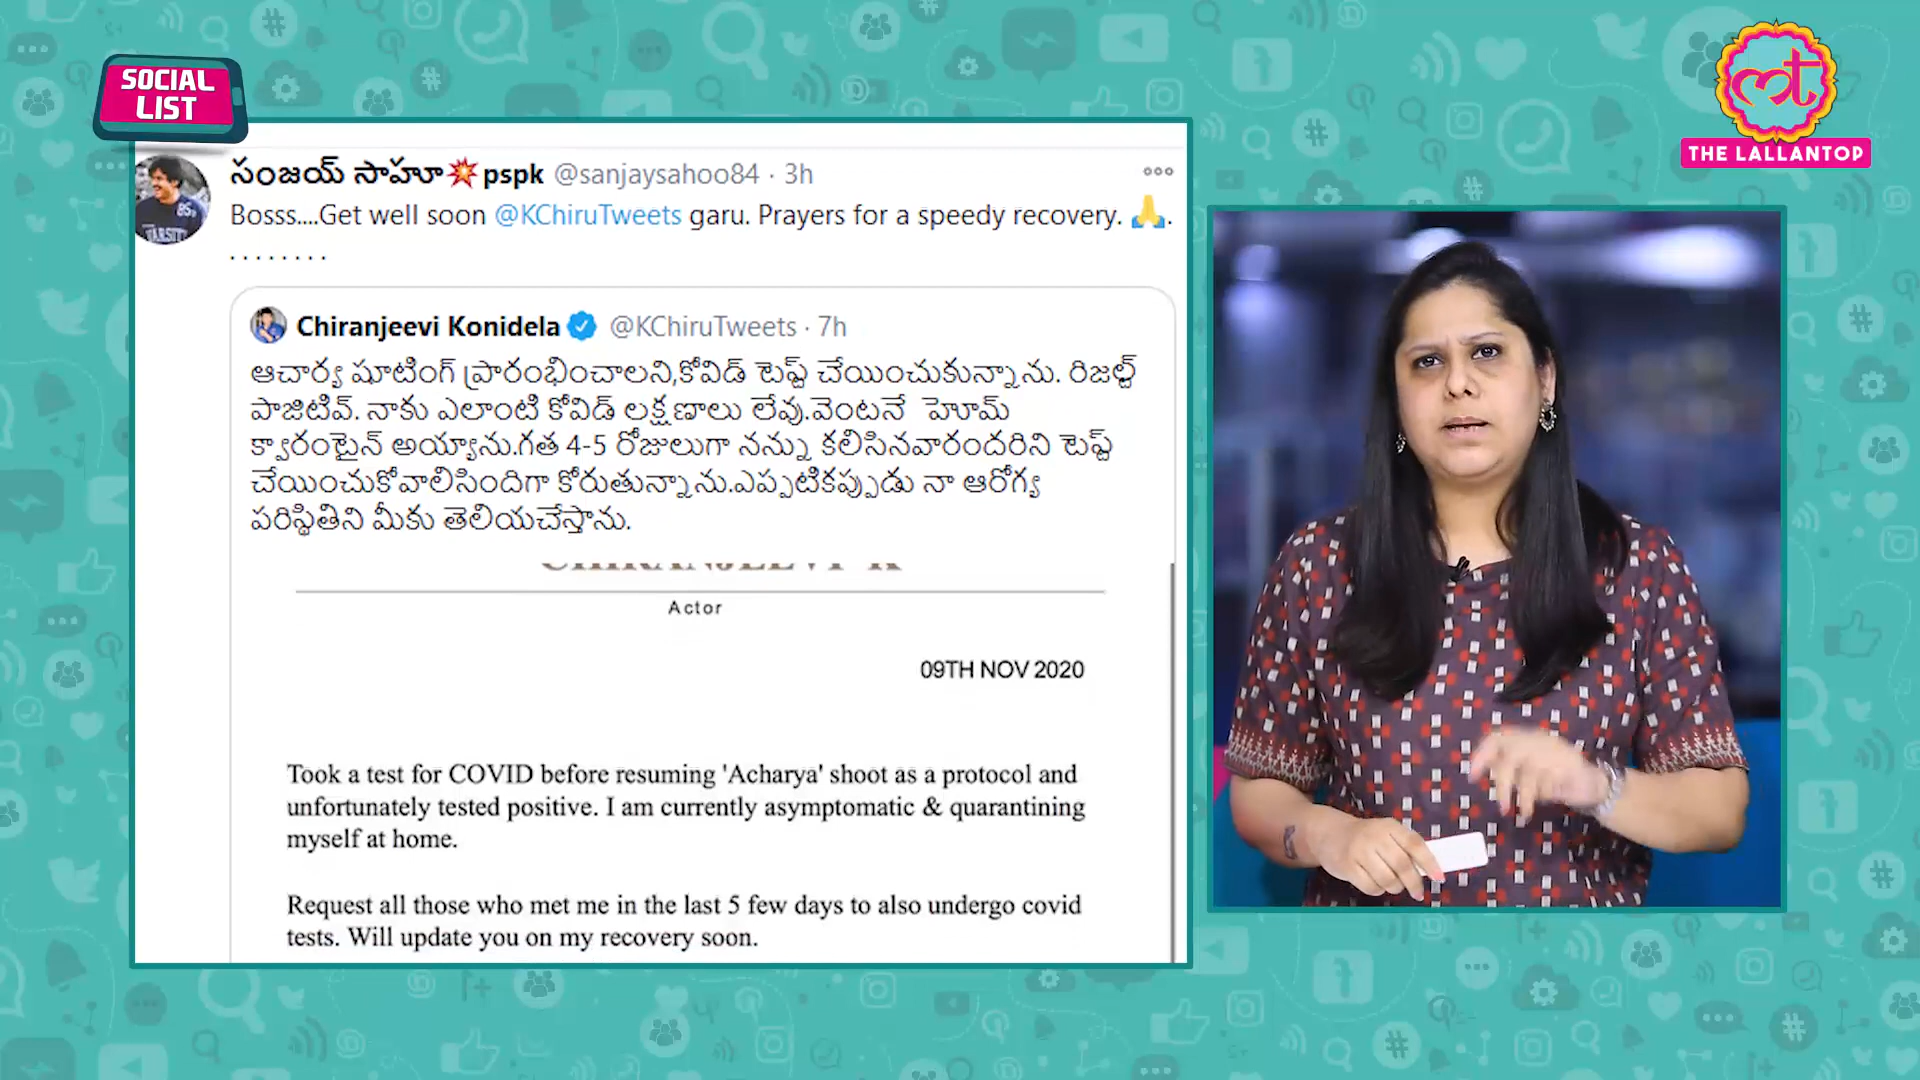 SOCIAL
LIST
THE LALLANTOP
సంజయ్ సాహూ💥pspk @sanjaysahoo84 · 3h
Bosss....Get well soon @KChiruTweets garu. Prayers for a speedy recovery. 🙏.
. . . . . . . .
Chiranjeevi Konidela @KChiruTweets · 7h
ఆచార్య షూటింగ్ ప్రారంభించాలని,కోవిడ్ టెస్ట్ చేయించుకున్నాను. రిజల్ట్
పాజిటివ్. నాకు ఎలాంటి కోవిడ్ లక్షణాలు లేవు.వెంటనే హెూమ్
క్వారంటైన్ అయ్యాను.గత 4-5 రోజులుగా నన్ను కలిసినవారందరిని టెస్ట్
చేయించుకోవాలిసిందిగా కోరుతున్నాను.ఎప్పటికప్పుడు నా ఆరోగ్య
పరిస్థితిని మీకు తెలియచేస్తాను.
CHIRANJEEVI K
Actor
09TH NOV 2020
Took a test for COVID before resuming 'Acharya' shoot as a protocol and
unfortunately tested positive. I am currently asymptomatic & quarantining
myself at home.
Request all those who met me in the last 5 few days to also undergo covid
tests. Will update you on my recovery soon.